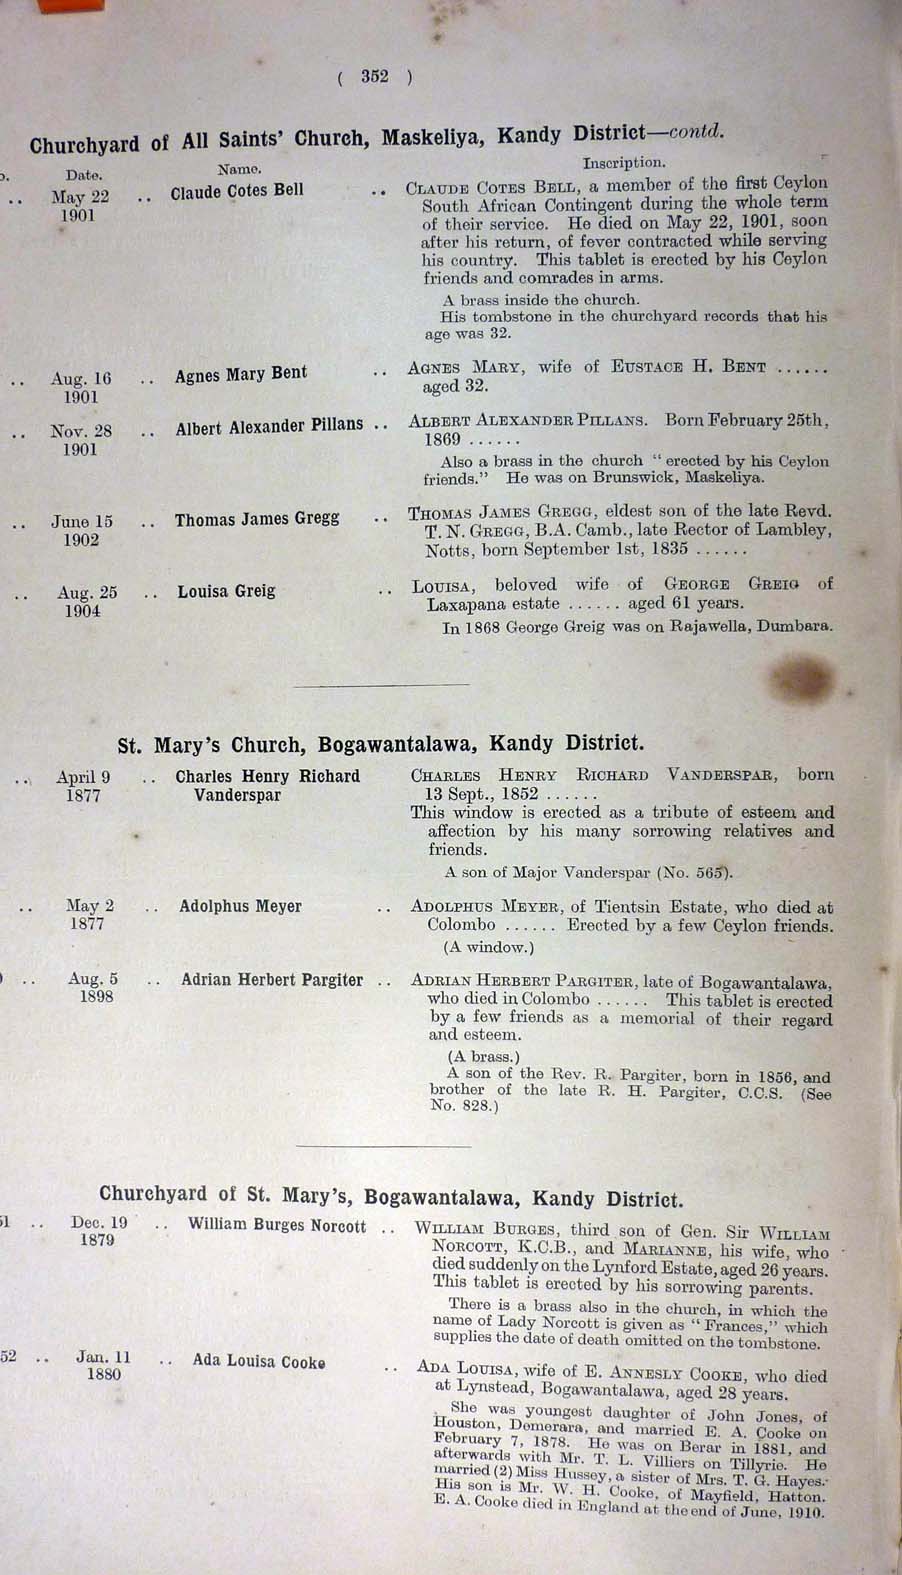 ( 352 )
Churchyard of All Saints' Church, Maskeliya, Kandy District—contd.
Date. Name. Inscription.
.. May 22 .. Claude Cotes Bell .. CLAUDE COTES BELL, a member of the first Ceylon
1901 South African Contingent during the whole term
of their service. He died on May 22, 1901, soon
after his return, of fever contracted while serving
his country. This tablet is erected by his Ceylon
friends and comrades in arms.
A brass inside the church.
His tombstone in the churchyard records that his
age was 32.
.. Aug. 16 .. Agnes Mary Bent .. AGNES MARY, wife of EUSTACE H. BENT ......
1901 aged 32.
.. Nov. 28 .. Albert Alexander Pillans .. ALBERT ALEXANDER PILLANS. Born February 25th,
1901 1869 ......
Also a brass in the church "erected by his Ceylon
friends." He was on Brunswick, Maskeliya.
.. June 15 .. Thomas James Gregg .. THOMAS JAMES GREGG, eldest son of the late Revd.
1902 T. N. GREGG, B.A. Camb., late Rector of Lambley,
Notts, born September 1st, 1835 ......
.. Aug. 25 .. Louisa Greig .. LOUISA, beloved wife of GEORGE GREIG of
1904 Laxapana estate ...... aged 61 years.
In 1868 George Greig was on Rajawella, Dumbara.
St. Mary's Church, Bogawantalawa, Kandy District.
.. April 9 .. Charles Henry Richard CHARLES HENRY RICHARD VANDERSPAR, born
1877 Vanderspar 13 Sept., 1852 ......
This window is erected as a tribute of esteem and
affection by his many sorrowing relatives and
friends.
A son of Major Vanderspar (No. 565).
.. May 2 .. Adolphus Meyer .. ADOLPHUS MEYER, of Tientsin Estate, who died at
1877 Colombo ...... Erected by a few Ceylon friends.
(A window.)
.. Aug. 5 .. Adrian Herbert Pargiter .. ADRIAN HERBERT PARGITER, late of Bogawantalawa,
1898 who died in Colombo ...... This tablet is erected
by a few friends as a memorial of their regard
and esteem.
(A brass.)
A son of the Rev. R. Pargiter, born in 1856, and
brother of the late R. H. Pargiter, C.C.S. (See
No. 828.)
Churchyard of St. Mary's, Bogawantalawa, Kandy District.
51 .. Dec. 19 .. William Burges Norcott .. WILLIAM BURGES, third son of Gen. Sir WILLIAM
1879 NORCOTT, K.C.B., and MARIANNE, his wife, who
died suddenly on the Lynford Estate, aged 26 years.
This tablet is erected by his sorrowing parents.
There is a brass also in the church, in which the
name of Lady Norcott is given as "Frances," which
supplies the date of death omitted on the tombstone.
52 .. Jan. 11 .. Ada Louisa Cooke .. ADA LOUISA, wife of E. ANNESLY COOKE, who died
1880 at Lynstead, Bogawantalawa, aged 28 years.
She was youngest daughter of John Jones, of
Houston, Demerara, and married E. A. Cooke on
February 7, 1878. He was on Berar in 1881, and
afterwards with Mr. T. L. Villiers on Tillyrie. He
married (2) Miss Hussey, a sister of Mrs. T. G. Hayes.
His son is Mr. W. H. Cooke, of Mayfield, Hatton.
E. A. Cooke died in England at the end of June, 1910.